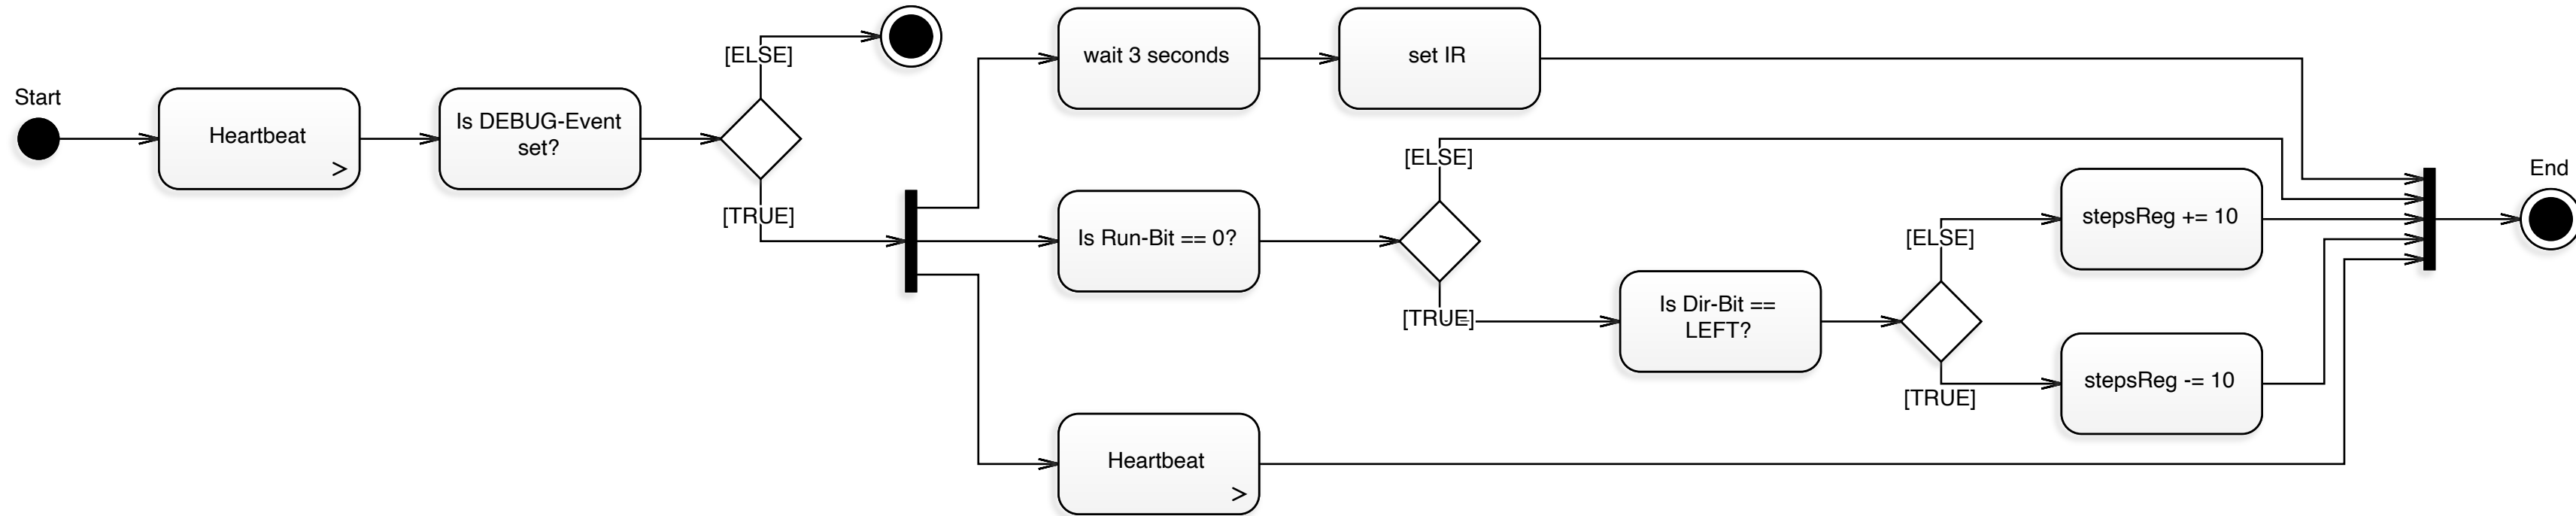 Start
Heartbeat
>
Is DEBUG-Event
set?
[ELSE]
[TRUE]
wait 3 seconds
set IR
Is Run-Bit == 0?
[ELSE]
[TRUE]
Is Dir-Bit ==
LEFT?
[ELSE]
[TRUE]
stepsReg += 10
stepsReg -= 10
Heartbeat
>
End